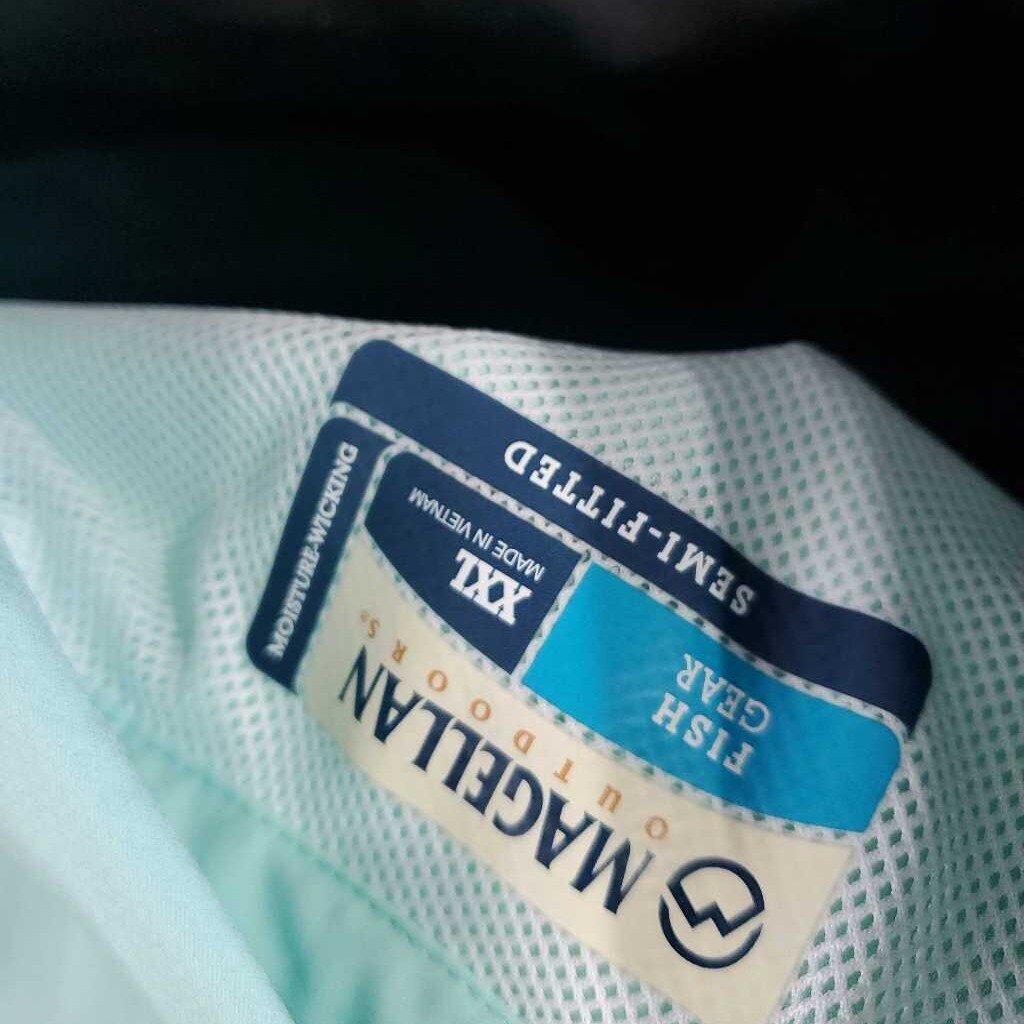 MAGELLAN
OUTDOORS®
FISH
GEAR
XXL
MADE IN VIETNAM
SEMI-FITTED
MOISTURE-WICKING